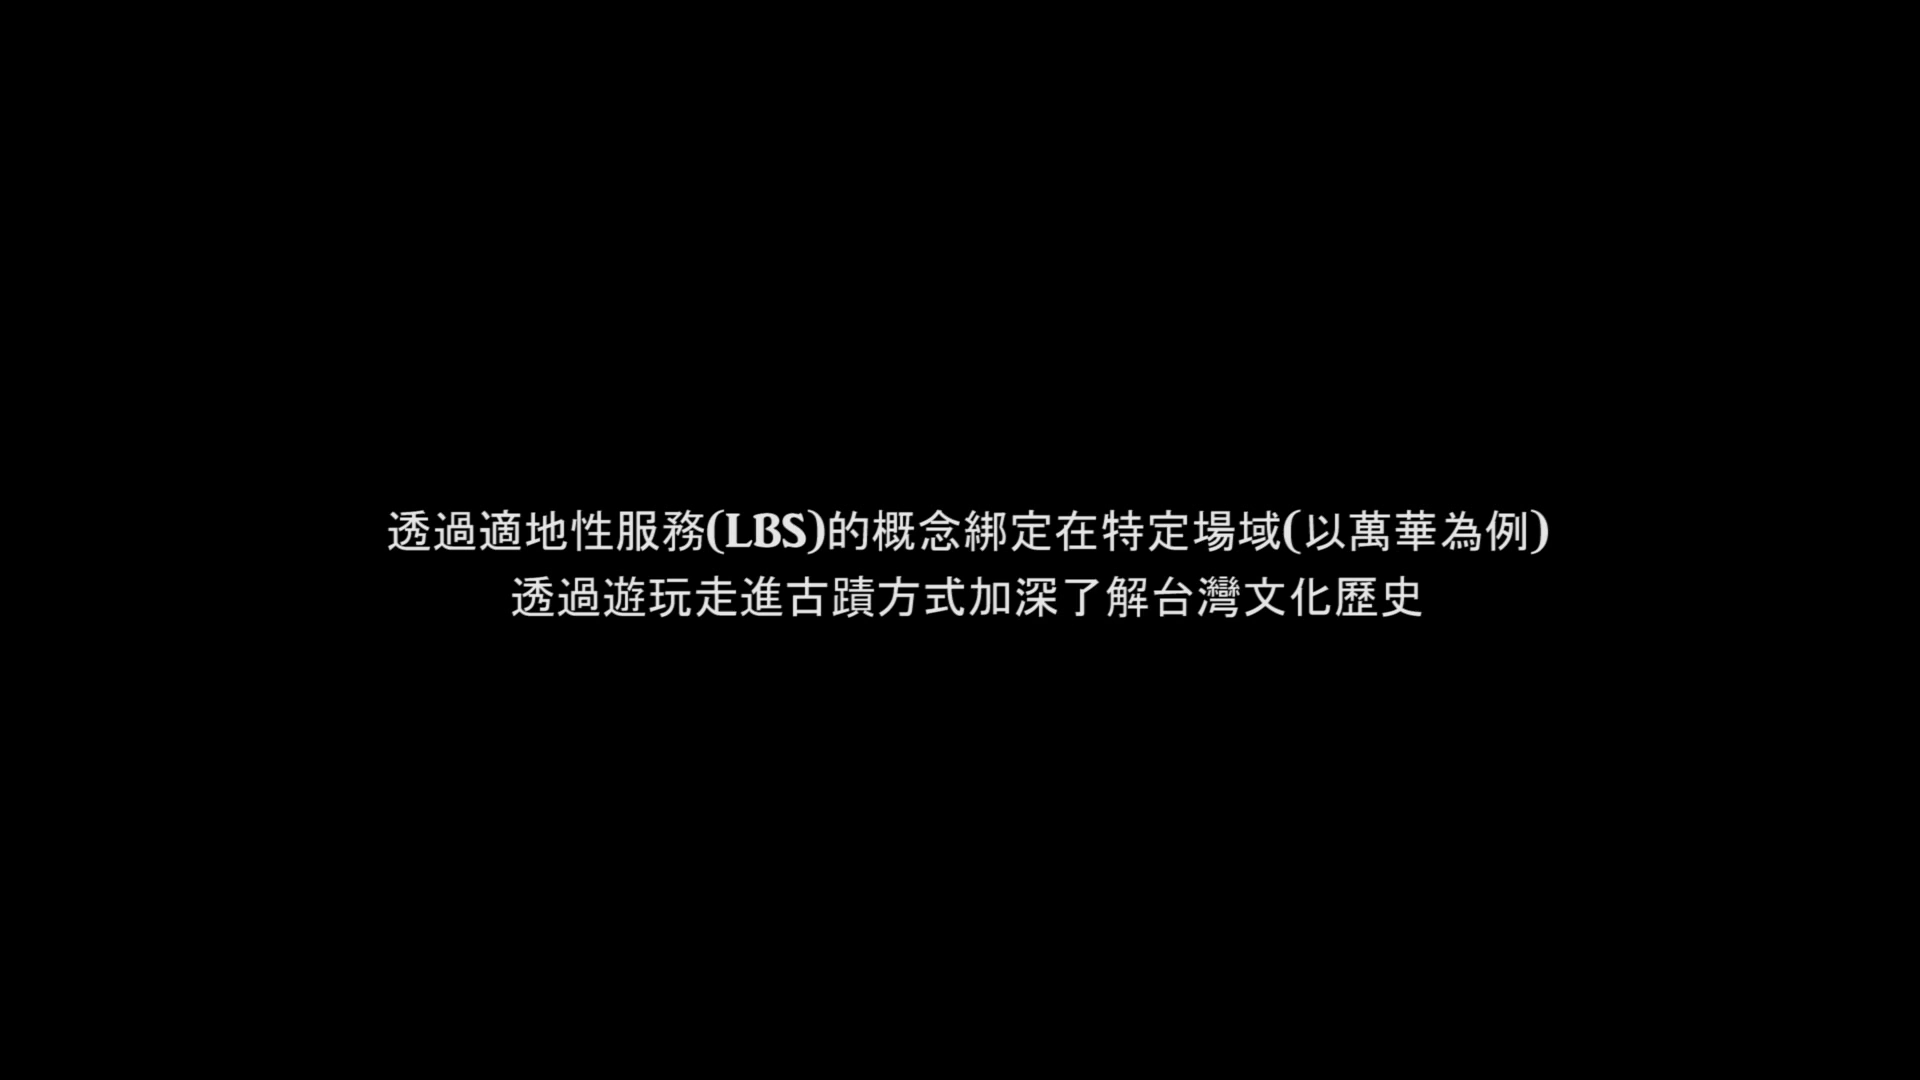 透過適地性服務(LBS)的概念綁定在特定場域(以萬華為例)
透過遊玩走進古蹟方式加深了解台灣文化歷史